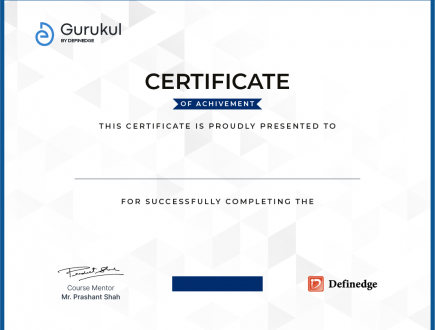 Gurukul
BY DEFINEDGE
CERTIFICATE
OF ACHIVEMENT
THIS CERTIFICATE IS PROUDLY PRESENTED TO
FOR SUCCESSFULLY COMPLETING THE
Course Mentor
Mr. Prashant Shah
Definedge